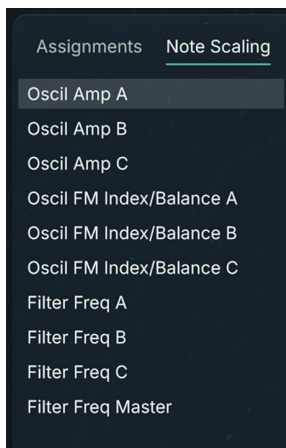 Assignments Note Scaling
Oscil Amp A
Oscil Amp B
Oscil Amp C
Oscil FM Index/Balance A
Oscil FM Index/Balance B
Oscil FM Index/Balance C
Filter Freq A
Filter Freq B
Filter Freq C
Filter Freq Master